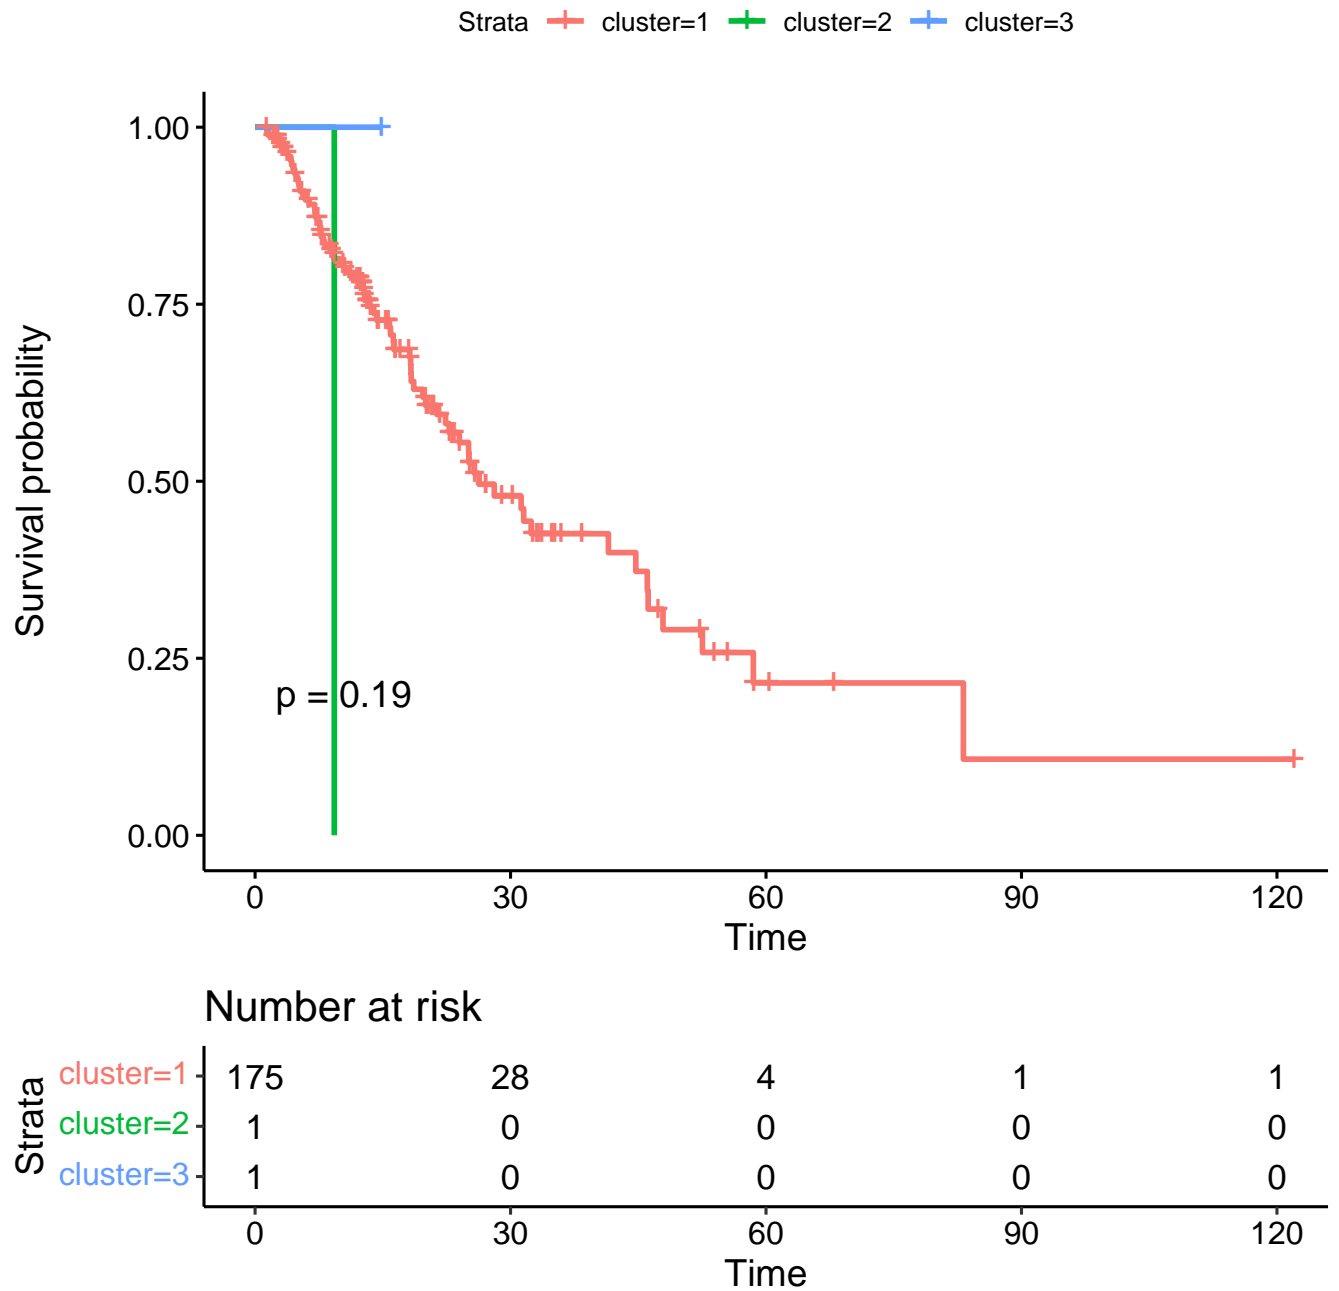 Strata cluster=1 cluster=2 cluster=3
Survival probability
1.00
0.75
0.50
0.25
0.00
p = 0.19
0 30 60 90 120
Time
Number at risk
Strata
cluster=1 175 28 4 1 1
cluster=2 1 0 0 0 0
cluster=3 1 0 0 0 0
0 30 60 90 120
Time